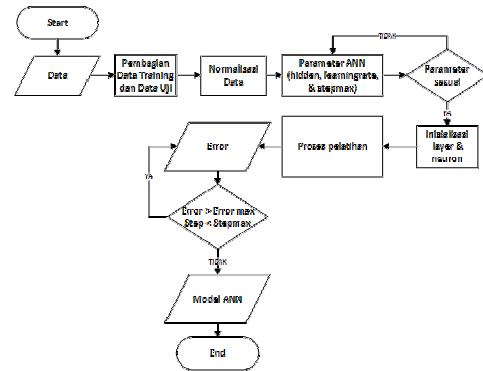 Start
Data
Pembagian
Data Training
dan Data Uji
Normalisasi
Data
Parameter ANN
(hidden, learningrate,
& stepmax)
TIDAK
Parameter
sesuai
YA
Inisialisasi
layer &
neuron
Proses pelatihan
Error
YA
Error > Error max
Step < Stepmax
TIDAK
Model ANN
End